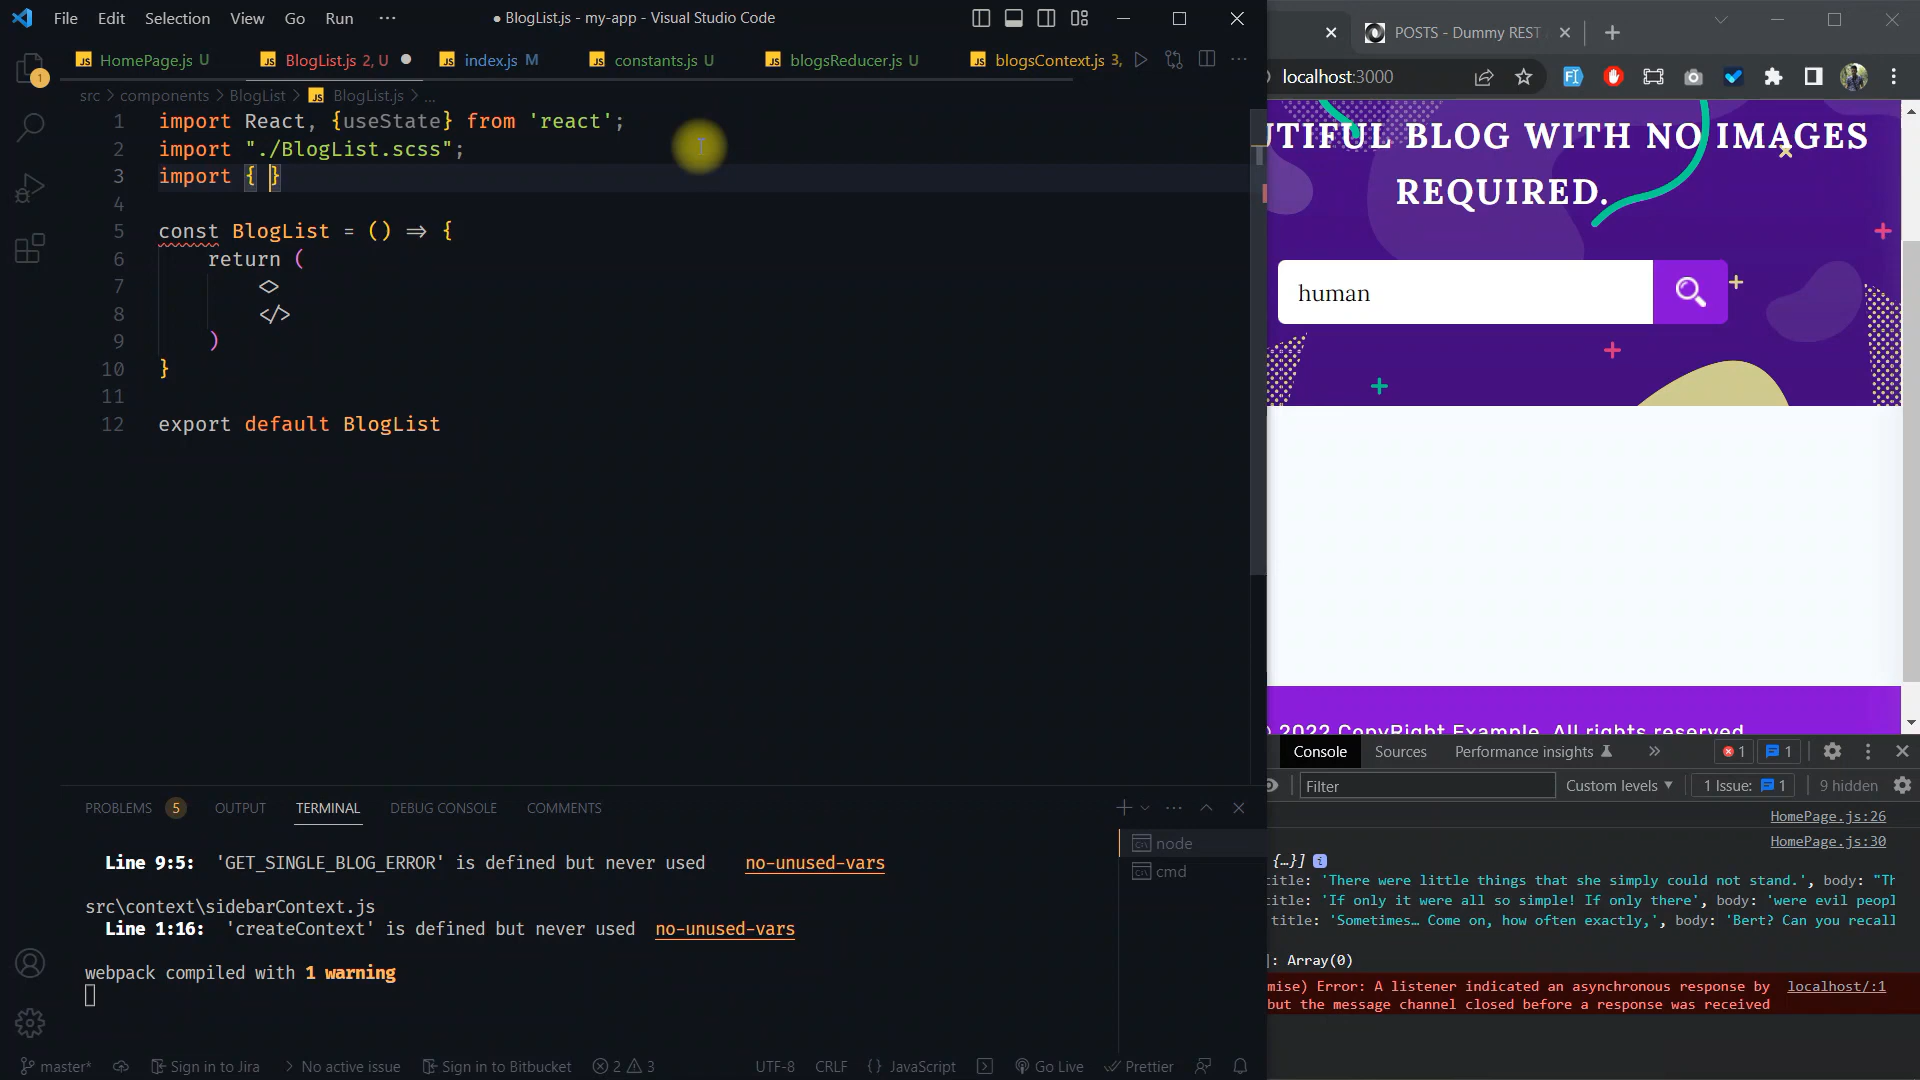 File Edit Selection View Go Run ···
● BlogList.js - my-app - Visual Studio Code
JS HomePage.js U
JS BlogList.js 2, U ●
JS index.js M
JS constants.js U
JS blogsReducer.js U
JS blogsContext.js 3,
src > components > BlogList > JS BlogList.js > ...
1 import React, {useState} from 'react';
2 import "./BlogList.scss";
3 import { }
4
5 const BlogList = () => {
6 return (
7 <>
8 </>
9 )
10 }
11
12 export default BlogList
PROBLEMS 5 OUTPUT TERMINAL DEBUG CONSOLE COMMENTS
node
cmd
Line 9:5: 'GET_SINGLE_BLOG_ERROR' is defined but never used no-unused-vars
src\context\sidebarContext.js
Line 1:16: 'createContext' is defined but never used no-unused-vars
webpack compiled with 1 warning
1
master* Sign in to Jira No active issue Sign in to Bitbucket 2 3 UTF-8 CRLF {} JavaScript Go Live Prettier
POSTS - Dummy REST
localhost:3000
UTIFUL BLOG WITH NO IMAGES
REQUIRED.
human
2022 CopyRight Example. All rights reserved
Console Sources Performance insights » 1 1
Filter Custom levels 1 Issue: 1 9 hidden
HomePage.js:26
HomePage.js:30
{…}] i
title: 'There were little things that she simply could not stand.', body: "Th
title: 'If only it were all so simple! If only there', body: 'were evil peopl
title: 'Sometimes… Come on, how often exactly,', body: 'Bert? Can you recall
]: Array(0)
mise) Error: A listener indicated an asynchronous response by localhost/:1
but the message channel closed before a response was received